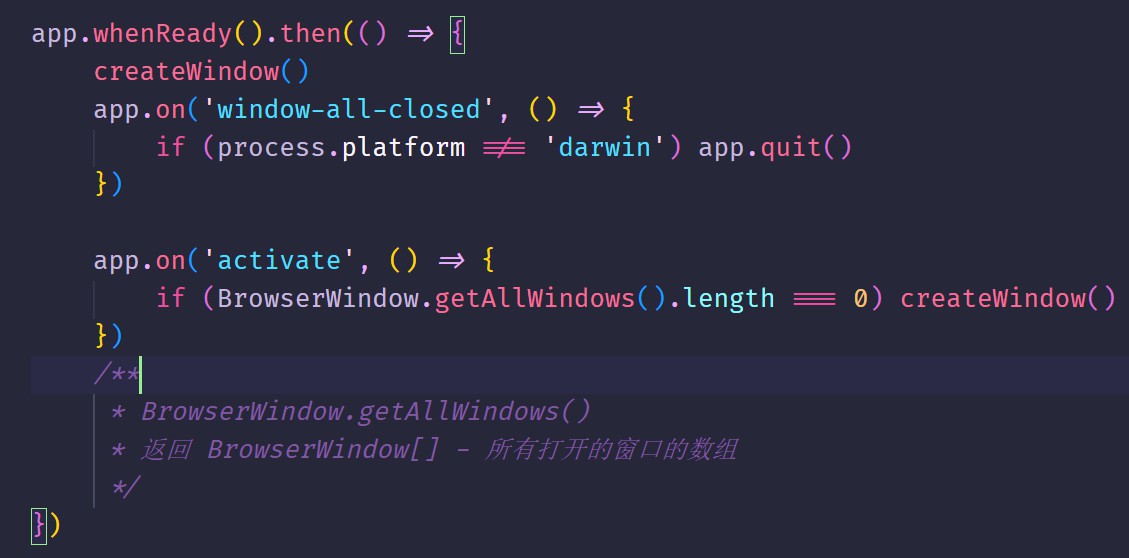 app.whenReady().then(() => {
    createWindow()
    app.on('window-all-closed', () => {
        if (process.platform !== 'darwin') app.quit()
    })

    app.on('activate', () => {
        if (BrowserWindow.getAllWindows().length === 0) createWindow()
    })
    /**
     * BrowserWindow.getAllWindows()
     * 返回 BrowserWindow[] - 所有打开的窗口的数组
     */
})